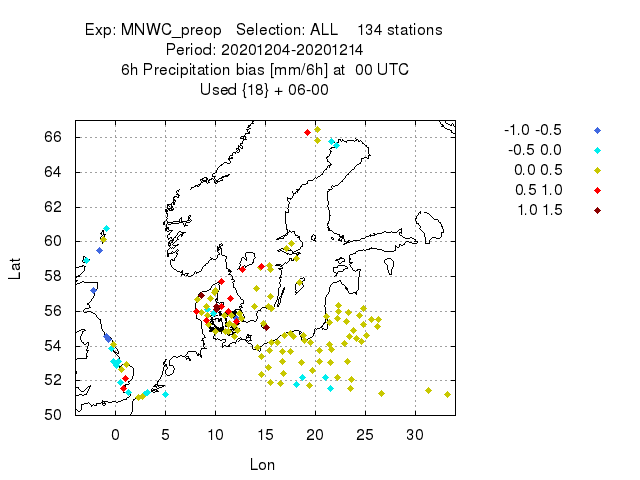 Exp: MNWC_preop   Selection: ALL    134 stations
Period: 20201204-20201214
6h Precipitation bias [mm/6h] at  00 UTC
Used {18} + 06-00
-1.0 -0.5
-0.5 0.0
0.0 0.5
0.5 1.0
1.0 1.5
Lat
66
64
62
60
58
56
54
52
50
0 5 10 15 20 25 30
Lon